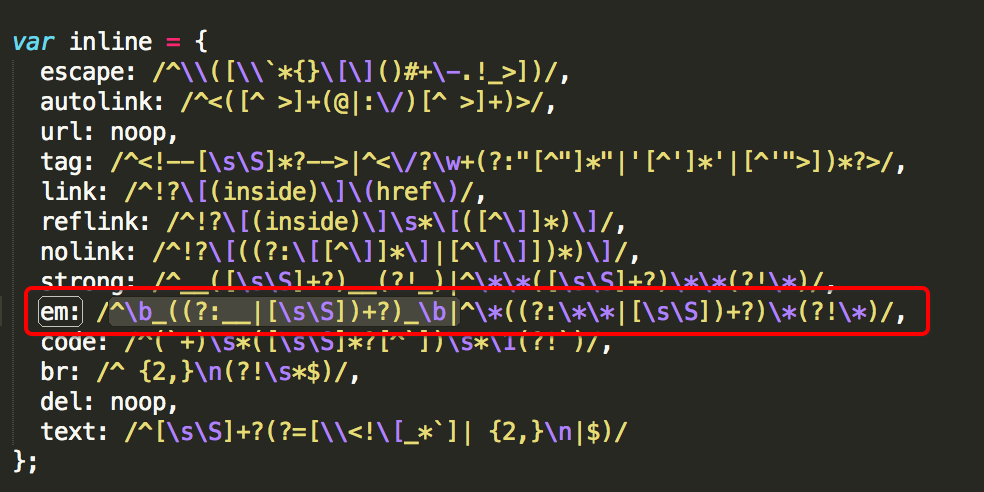 var inline = {
escape: /^\\([\\`*{}\[\]()#+\-.!_>])/,
autolink: /^<([^ >]+(@|:\/)[^ >]+)>/,
url: noop,
tag: /^<!--[\s\S]*?-->|^<\/?\w+(?:"[^"]*"|'[^']*'|[^'">])*?>/,
link: /^!?\[(inside)\]\(href\)/,
reflink: /^!?\[(inside)\]\s*\[([^\]]*)\]/,
nolink: /^!?\[((?:\[[^\]]*\]|[^\[\]])*)\]/,
strong: /^__([\s\S]+?)__(?!_)|^\*\*([\s\S]+?)\*\*(?!\*)/,
em: /^\b_((?:__|[\s\S])+?)_\b|^\*((?:\*\*|[\s\S])+?)\*(?!\*)/,
code: /^(`+)\s*([\s\S]*?[^`])\s*\1(?!`)/,
br: /^ {2,}\n(?!\s*$)/,
del: noop,
text: /^[\s\S]+?(?=[\\<!\[_*`]| {2,}\n|$)/
};